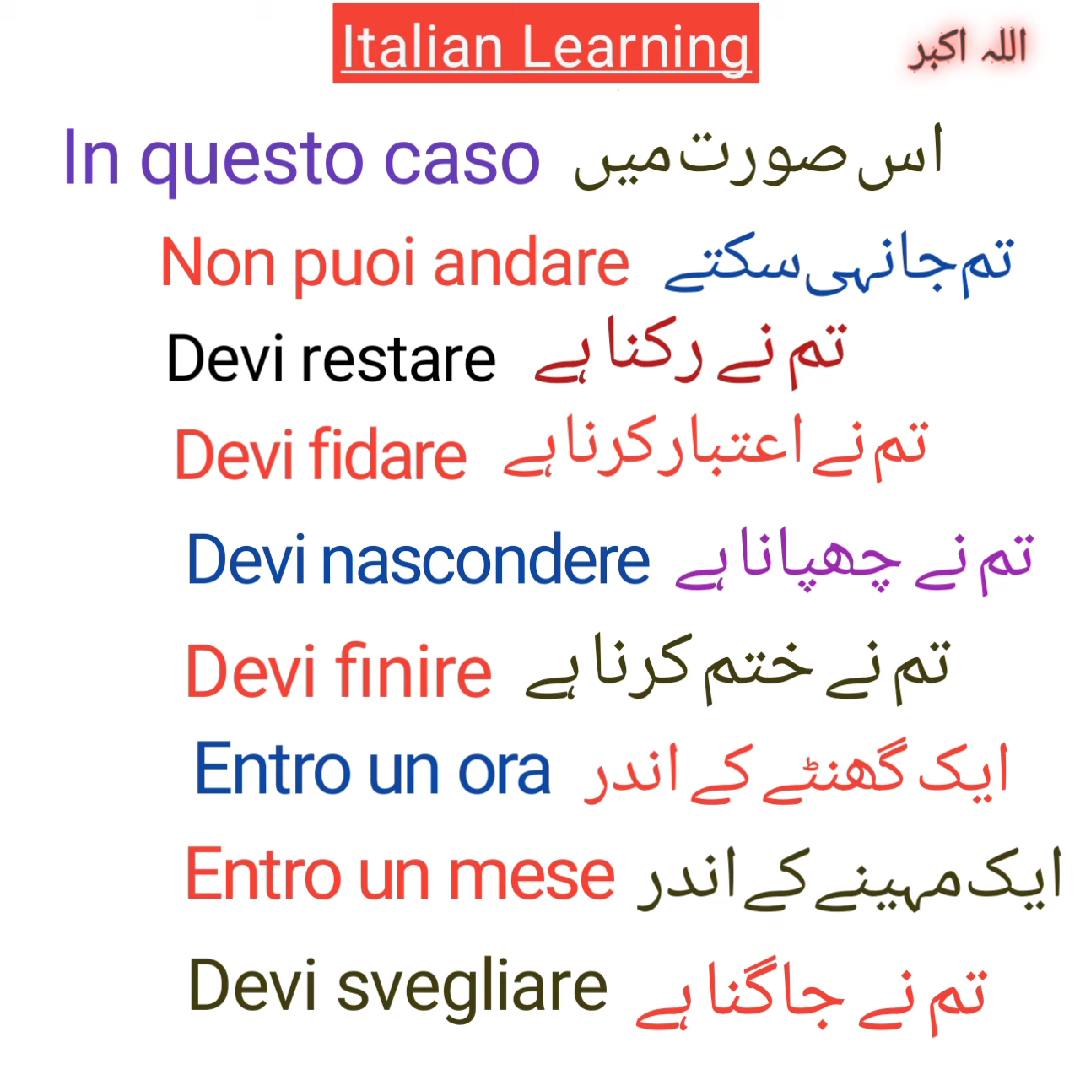 Italian Learning
اللہ اکبر
In questo caso اس صورت میں
Non puoi andare تم جا نہی سکتے
Devi restare تم نے رکنا ہے
Devi fidare تم نے اعتبار کرنا ہے
Devi nascondere تم نے چھپانا ہے
Devi finire تم نے ختم کرنا ہے
Entro un ora ایک گھنٹے کے اندر
Entro un mese ایک مہینے کے اندر
Devi svegliare تم نے جاگنا ہے